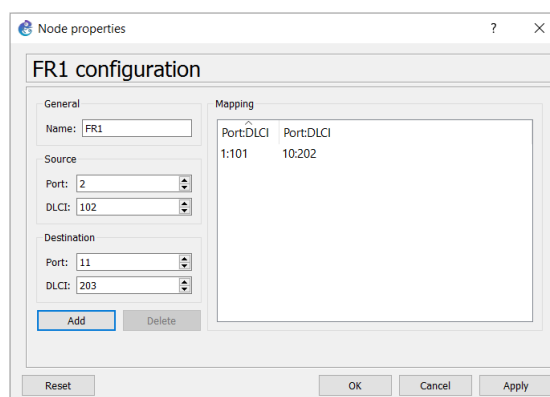 Node properties
?
×
FR1 configuration
General
Name: FR1
Source
Port: 2
DLCI: 102
Destination
Port: 11
DLCI: 203
Add Delete
Mapping
Port:DLCI Port:DLCI
1:101 10:202
Reset OK Cancel Apply